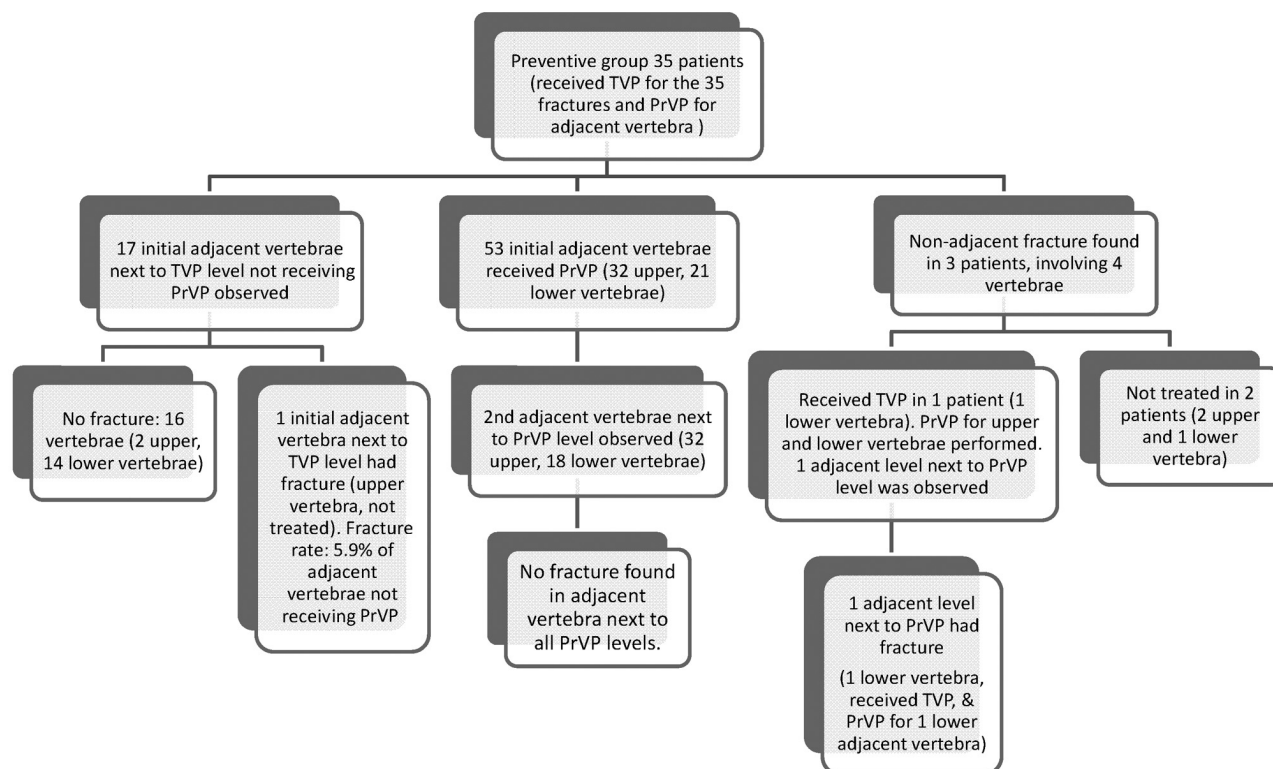 Preventive group 35 patients
(received TVP for the 35
fractures and PrVP for
adjacent vertebra )
17 initial adjacent vertebrae
next to TVP level not receiving
PrVP observed
53 initial adjacent vertebrae
received PrVP (32 upper, 21
lower vertebrae)
Non-adjacent fracture found
in 3 patients, involving 4
vertebrae
No fracture: 16
vertebrae (2 upper,
14 lower vertebrae)
1 initial adjacent
vertebra next to
TVP level had
fracture (upper
vertebra, not
treated). Fracture
rate: 5.9% of
adjacent
vertebrae not
receiving PrVP
2nd adjacent vertebrae next
to PrVP level observed (32
upper, 18 lower vertebrae)
Received TVP in 1 patient (1
lower vertebra). PrVP for upper
and lower vertebrae performed.
1 adjacent level next to PrVP
level was observed
Not treated in 2
patients (2 upper
and 1 lower
vertebra)
No fracture found
in adjacent
vertebra next to
all PrVP levels.
1 adjacent level
next to PrVP had
fracture
(1 lower vertebra,
received TVP, &
PrVP for 1 lower
adjacent vertebra)